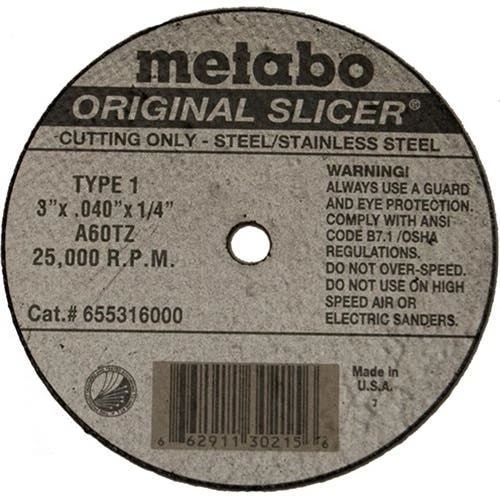 metabo
ORIGINAL SLICER®
CUTTING ONLY - STEEL/STAINLESS STEEL
TYPE 1
3"x .040"x 1/4"
A60TZ
25,000 R.P.M.
Cat.# 655316000
WARNING!
ALWAYS USE A GUARD
AND EYE PROTECTION.
COMPLY WITH ANSI
CODE B7.1 /OSHA
REGULATIONS.
DO NOT OVER-SPEED.
DO NOT USE ON HIGH
SPEED AIR OR
ELECTRIC SANDERS.
Made in
U.S.A.
7
6 62911 30215 6